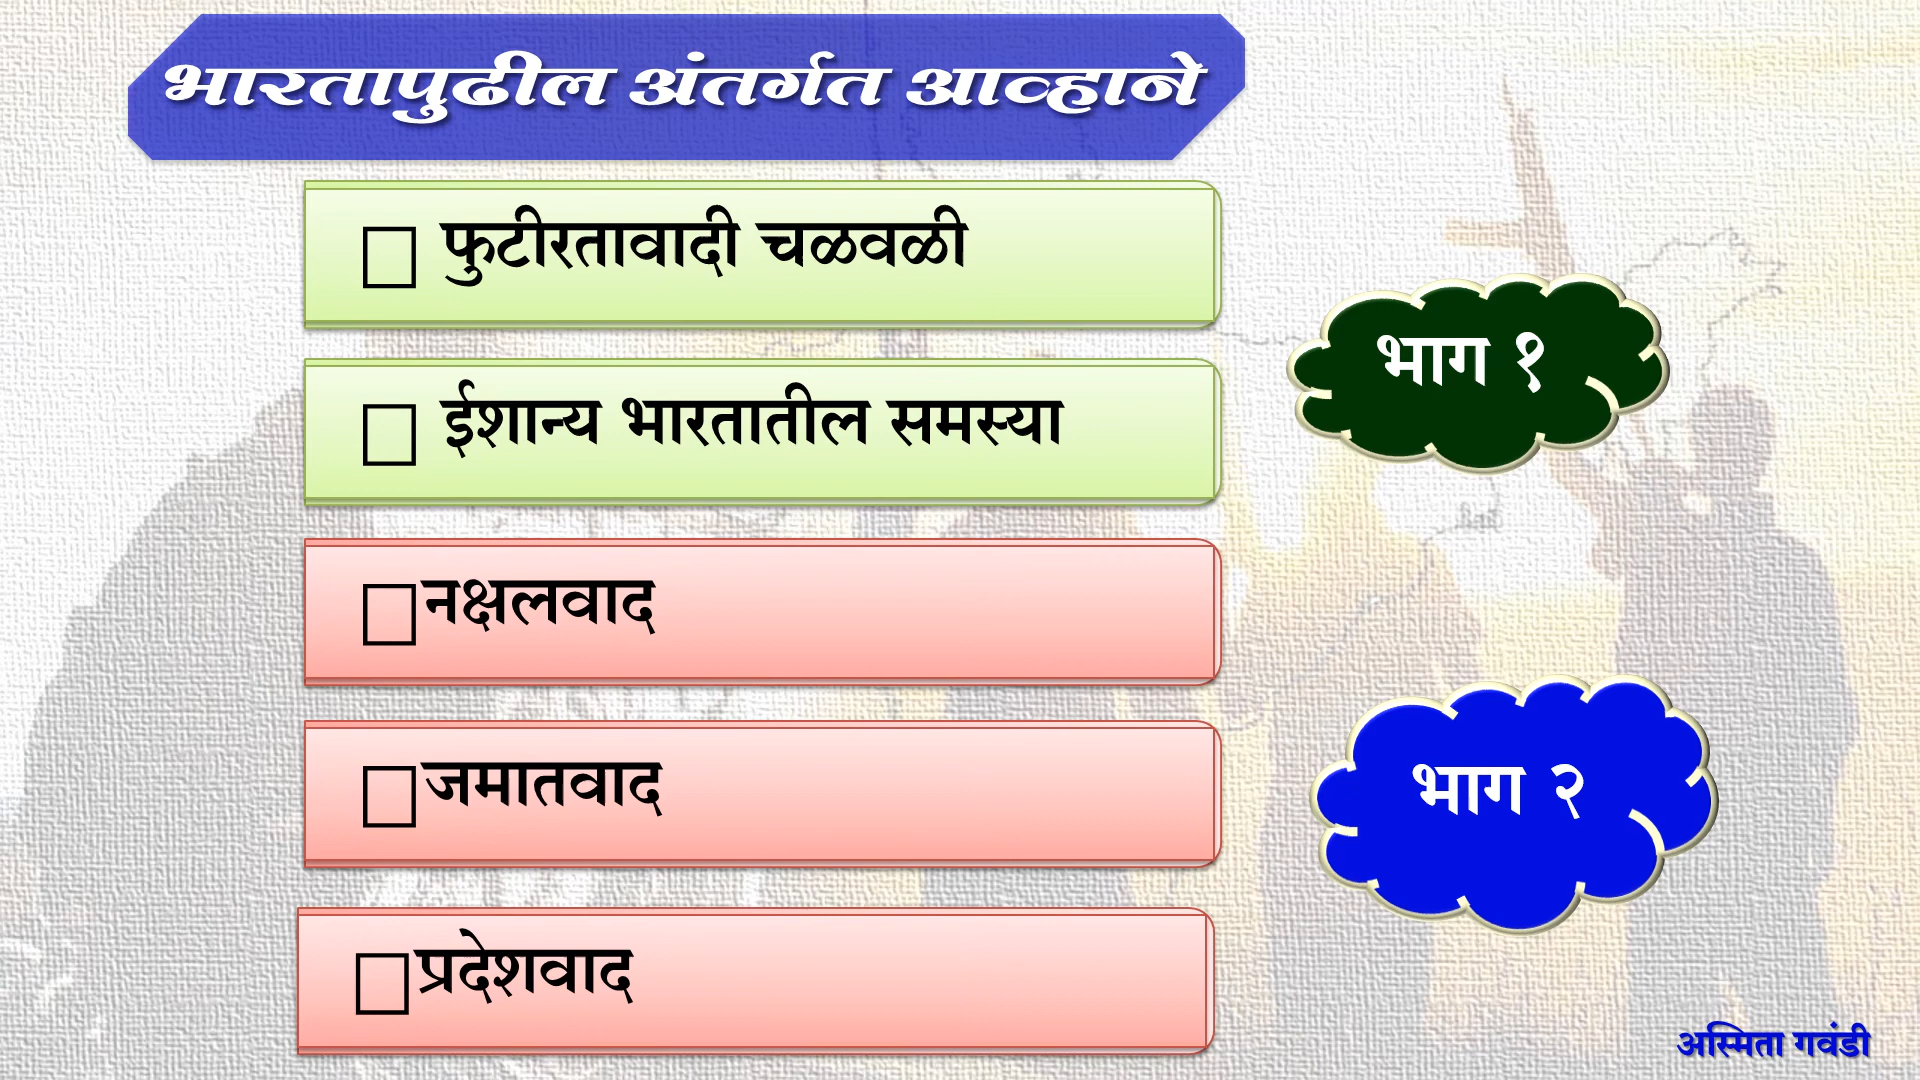 भारतापुढील अंतर्गत आव्हाने
फुटीरतावादी चळवळी
ईशान्य भारतातील समस्या
भाग १
नक्षलवाद
जमातवाद
भाग २
प्रदेशवाद
अस्मिता गवंडी